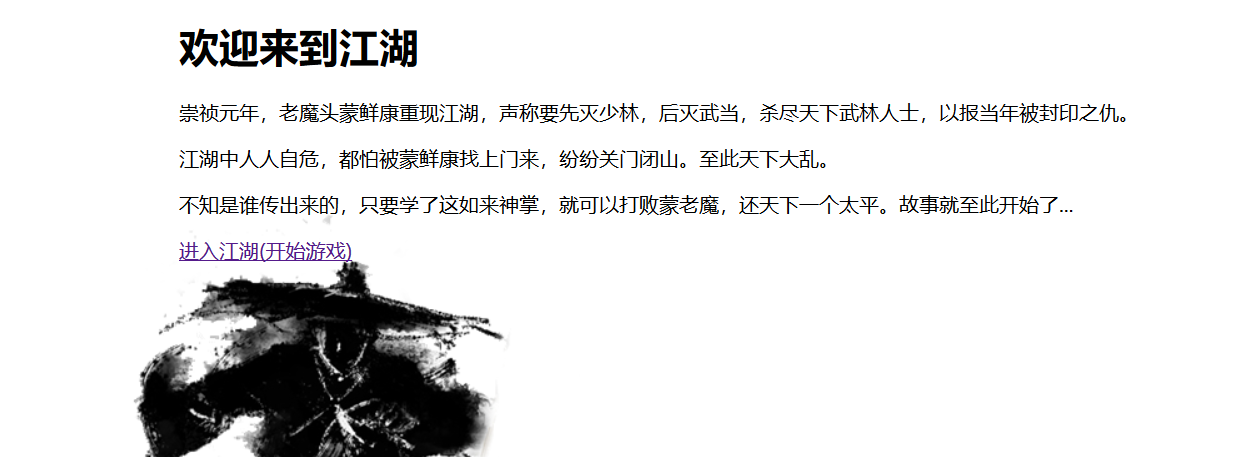 欢迎来到江湖
崇祯元年，老魔头蒙鲜康重现江湖，声称要先灭少林，后灭武当，杀尽天下武林人士，以报当年被封印之仇。
江湖中人人自危，都怕被蒙鲜康找上门来，纷纷关门闭山。至此天下大乱。
不知是谁传出来的，只要学了这如来神掌，就可以打败蒙老魔，还天下一个太平。故事就至此开始了...
进入江湖(开始游戏)